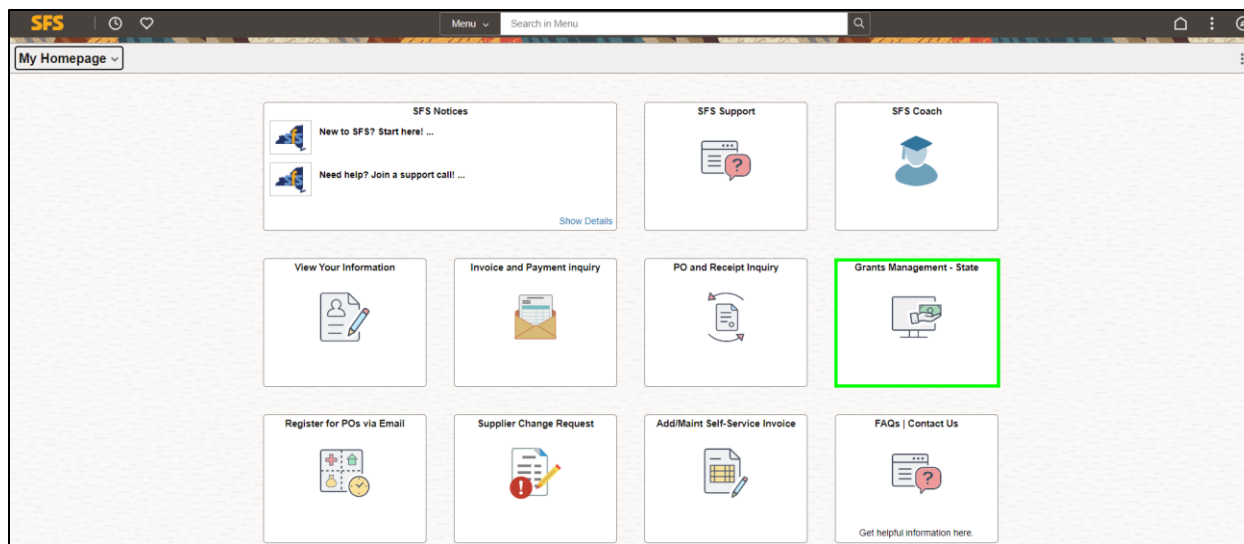 SFS
Menu
Search in Menu
My Homepage
SFS Notices
New to SFS? Start here! ...
Need help? Join a support call! ...
Show Details
SFS Support
SFS Coach
View Your Information
Invoice and Payment inquiry
PO and Receipt Inquiry
Grants Management - State
Register for POs via Email
Supplier Change Request
Add/Maint Self-Service Invoice
FAQs | Contact Us
Get helpful information here.